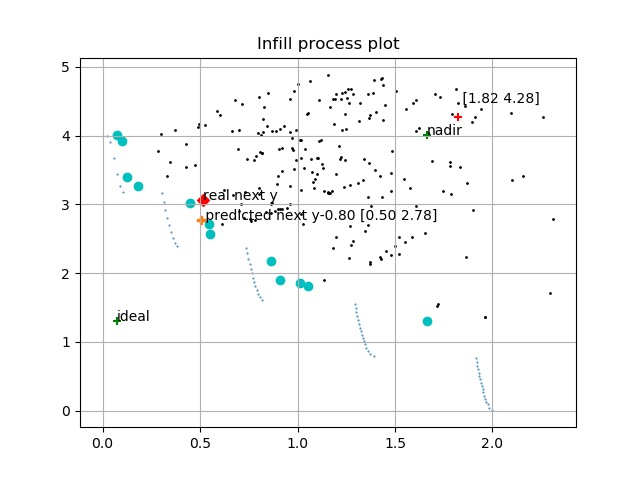 Infill process plot
5
[1.82 4.28]
nadir
4
real next y
3
predicted next y-0.80 [0.50 2.78]
2
ideal
1
0
0.0 0.5 1.0 1.5 2.0